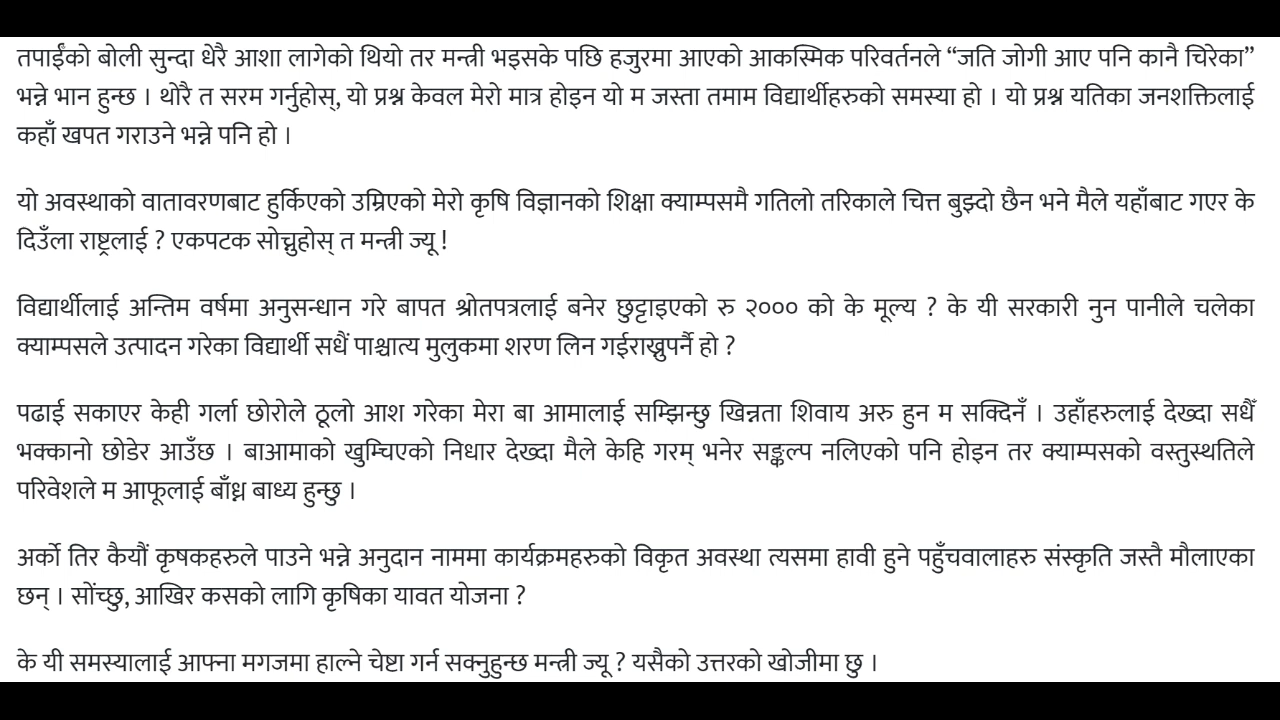 तपाईंको बोली सुन्दा धेरै आशा लागेको थियो तर मन्त्री भइसके पछि हजुरमा आएको आकस्मिक परिवर्तनले “जति जोगी आए पनि कानै चिरेका”
भन्ने भान हुन्छ । थोरै त सरम गर्नुहोस्, यो प्रश्न केवल मेरो मात्र होइन यो म जस्ता तमाम विद्यार्थीहरुको समस्या हो । यो प्रश्न यतिका जनशक्तिलाई
कहाँ खपत गराउने भन्ने पनि हो ।
यो अवस्थाको वातावरणबाट हुर्किएको उम्रिएको मेरो कृषि विज्ञानको शिक्षा क्याम्पसमै गतिलो तरिकाले चित्त बुझ्दो छैन भने मैले यहाँबाट गएर के
दिउँला राष्ट्रलाई ? एकपटक सोच्नुहोस् त मन्त्री ज्यू !
विद्यार्थीलाई अन्तिम वर्षमा अनुसन्धान गरे बापत श्रोतपत्रलाई बनेर छुट्टाइएको रु २००० को के मूल्य ? के यी सरकारी नुन पानीले चलेका
क्याम्पसले उत्पादन गरेका विद्यार्थी सधैं पाश्चात्य मुलुकमा शरण लिन गईराख्नुपर्ने हो ?
पढाई सकाएर केही गर्ला छोरोले ठूलो आश गरेका मेरा बा आमालाई सम्झिन्छु खिन्नता शिवाय अरु हुन म सक्दिनँ । उहाँहरुलाई देख्दा सधैँ
भक्कानो छोडेर आउँछ । बाआमाको खुम्चिएको निधार देख्दा मैले केहि गरम् भनेर सङ्कल्प नलिएको पनि होइन तर क्याम्पसको वस्तुस्थतिले
परिवेशले म आफूलाई बाँध्न बाध्य हुन्छु ।
अर्को तिर कैयौं कृषकहरुले पाउने भन्ने अनुदान नाममा कार्यक्रमहरुको विकृत अवस्था त्यसमा हावी हुने पहुँचवालाहरु संस्कृति जस्तै मौलाएका
छन् । सोंच्छु, आखिर कसको लागि कृषिका यावत योजना ?
के यी समस्यालाई आफ्ना मगजमा हाल्ने चेष्टा गर्न सक्नुहुन्छ मन्त्री ज्यू ? यसैको उत्तरको खोजीमा छु ।